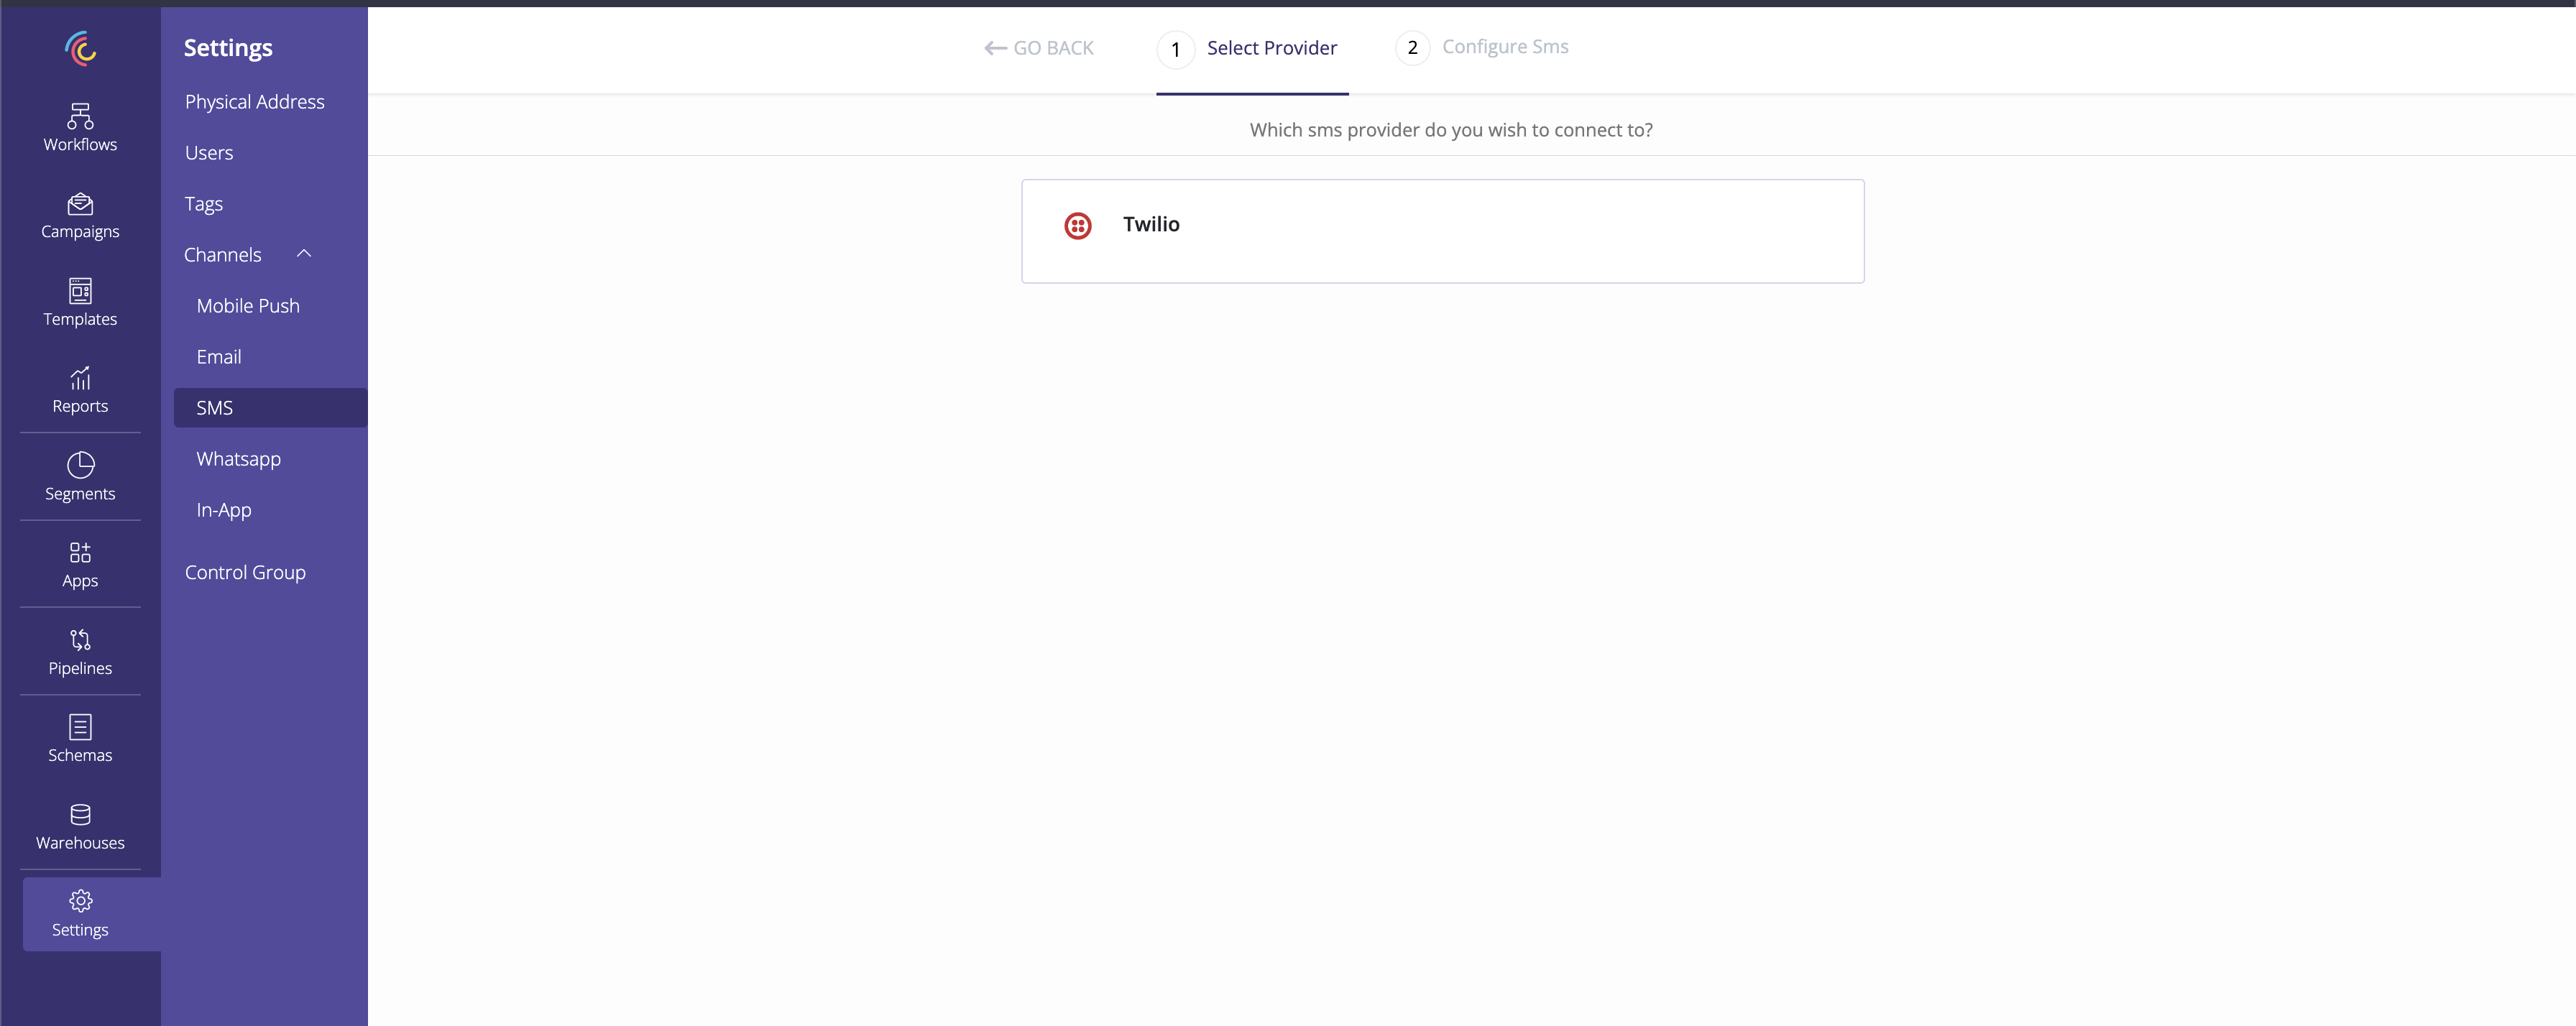 Workflows
Campaigns
Templates
Reports
Segments
Apps
Pipelines
Schemas
Warehouses
Settings
Settings
Physical Address
Users
Tags
Channels
Mobile Push
Email
SMS
Whatsapp
In-App
Control Group
GO BACK
1 Select Provider
2 Configure Sms
Which sms provider do you wish to connect to?
Twilio